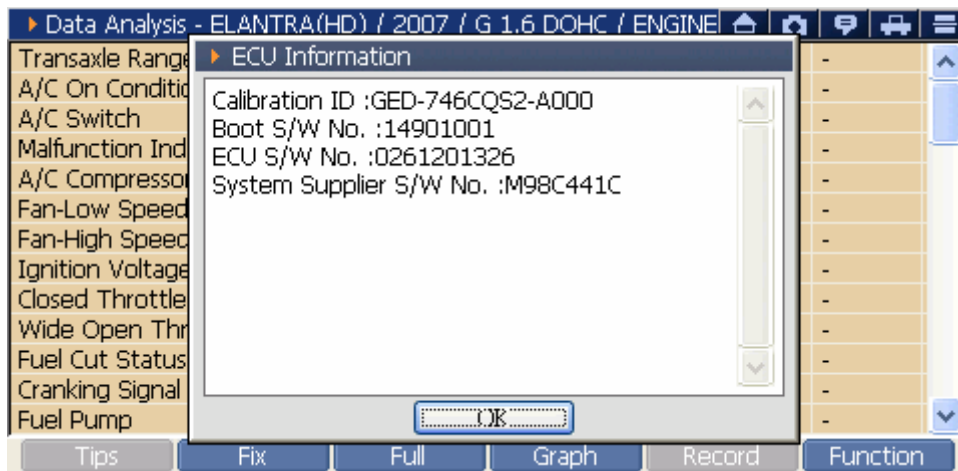 Data Analysis - ELANTRA(HD) / 2007 / G 1.6 DOHC / ENGINE
ECU Information
Calibration ID :GED-746CQS2-A000
Boot S/W No. :14901001
ECU S/W No. :0261201326
System Supplier S/W No. :M98C441C
OK
Transaxle Range -
A/C On Conditio -
A/C Switch -
Malfunction Ind -
A/C Compressor -
Fan-Low Speed -
Fan-High Speed -
Ignition Voltage -
Closed Throttle -
Wide Open Thr -
Fuel Cut Status -
Cranking Signal -
Fuel Pump -
Tips Fix Full Graph Record Function